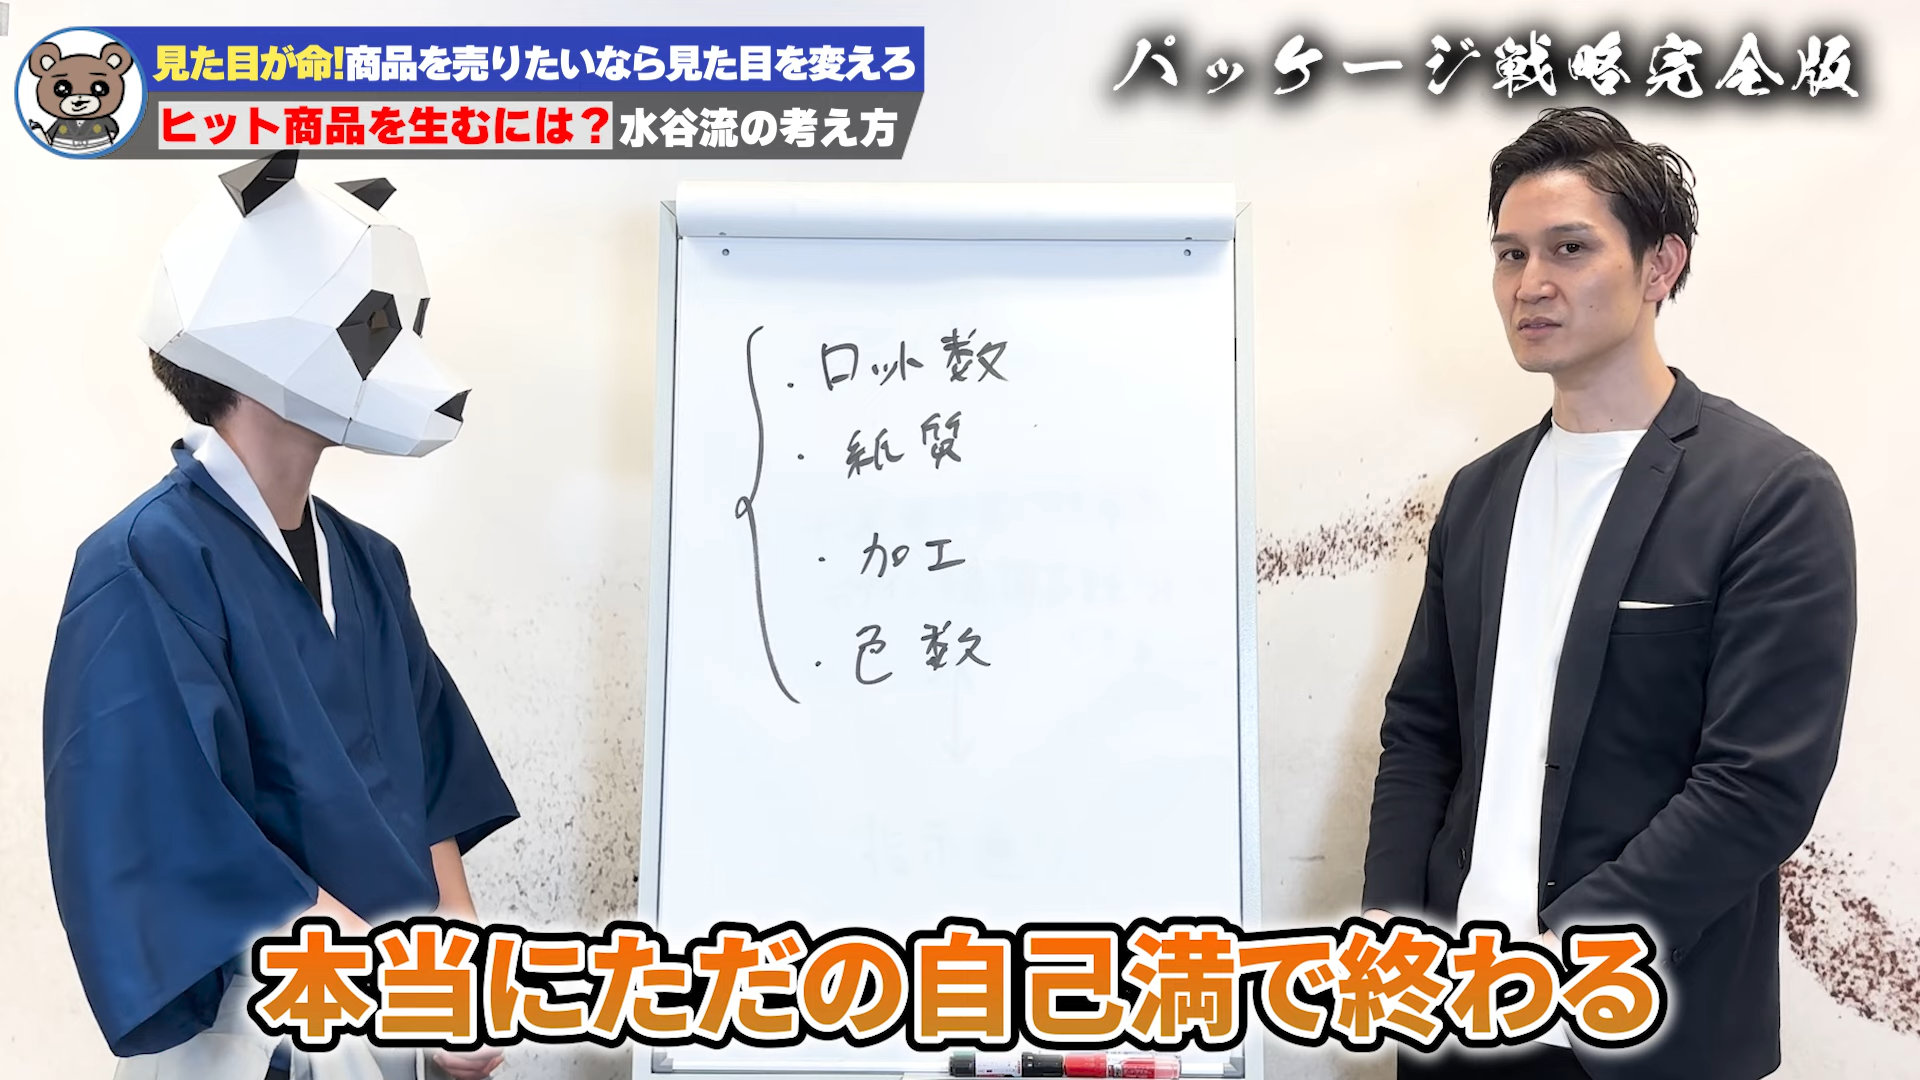 見た目が命!商品を売りたいなら見た目を変えろ
ヒット商品を生むには?水谷流の考え方
パッケージ戦略完全版
・ロット数
・紙質
・加工
・色数
本当にただの自己満で終わる